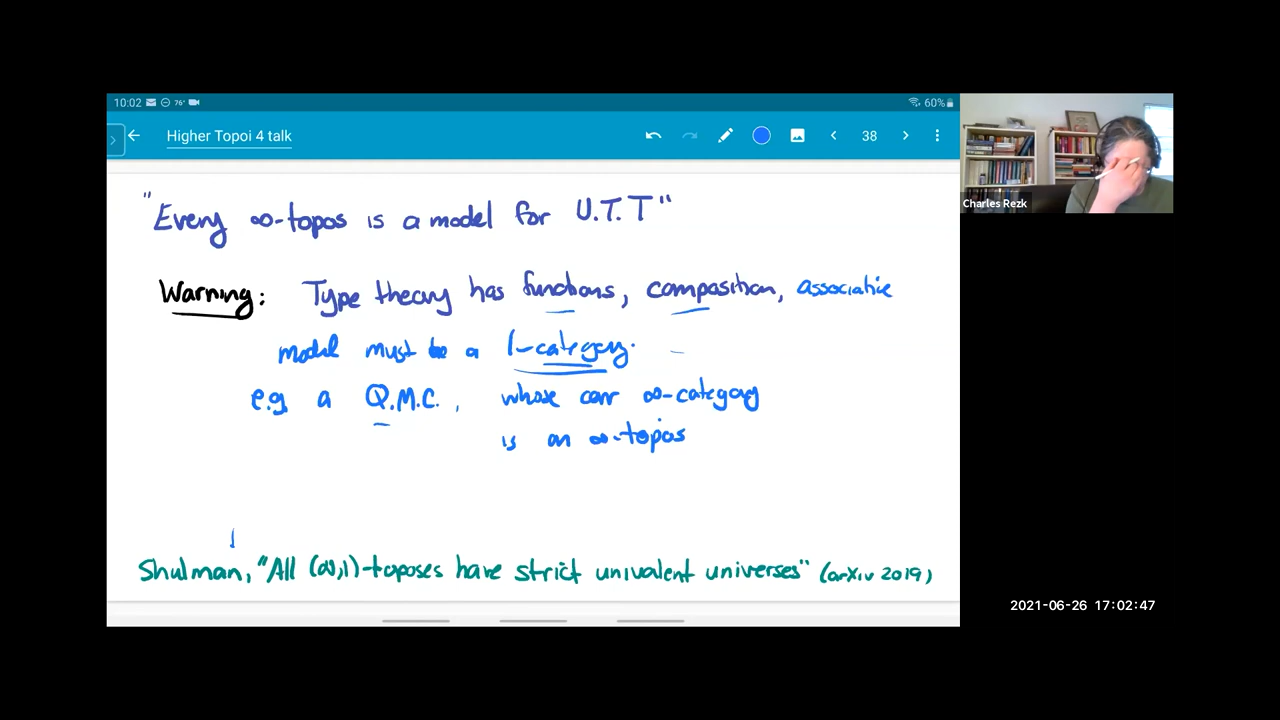 10:02 76° 60%
Higher Topoi 4 talk 38
"Every ∞-topos is a model for U.T.T"
Warning: Type theory has functions, composition, associative
model must be a 1-category.
e.g. a Q.M.C., whose corr ∞-category
is an ∞-topos
Shulman, "All (∞,1)-toposes have strict univalent universes" (arXiv 2019)
Charles Rezk
2021-06-26 17:02:47